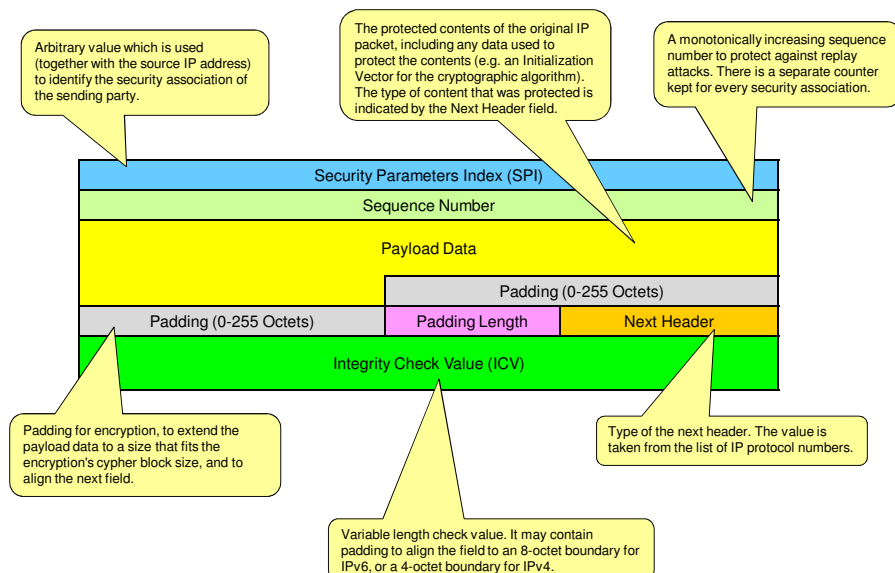 Arbitrary value which is used
(together with the source IP address)
to identify the security association
of the sending party.
The protected contents of the original IP
packet, including any data used to
protect the contents (e.g. an Initialization
Vector for the cryptographic algorithm).
The type of content that was protected is
indicated by the Next Header field.
A monotonically increasing sequence
number to protect against replay
attacks. There is a separate counter
kept for every security association.
Security Parameters Index (SPI)
Sequence Number
Payload Data
Padding (0-255 Octets)
Padding (0-255 Octets)
Padding Length
Next Header
Integrity Check Value (ICV)
Padding for encryption, to extend the
payload data to a size that fits the
encryption's cypher block size, and to
align the next field.
Type of the next header. The value is
taken from the list of IP protocol numbers.
Variable length check value. It may contain
padding to align the field to an 8-octet boundary for
IPv6, or a 4-octet boundary for IPv4.